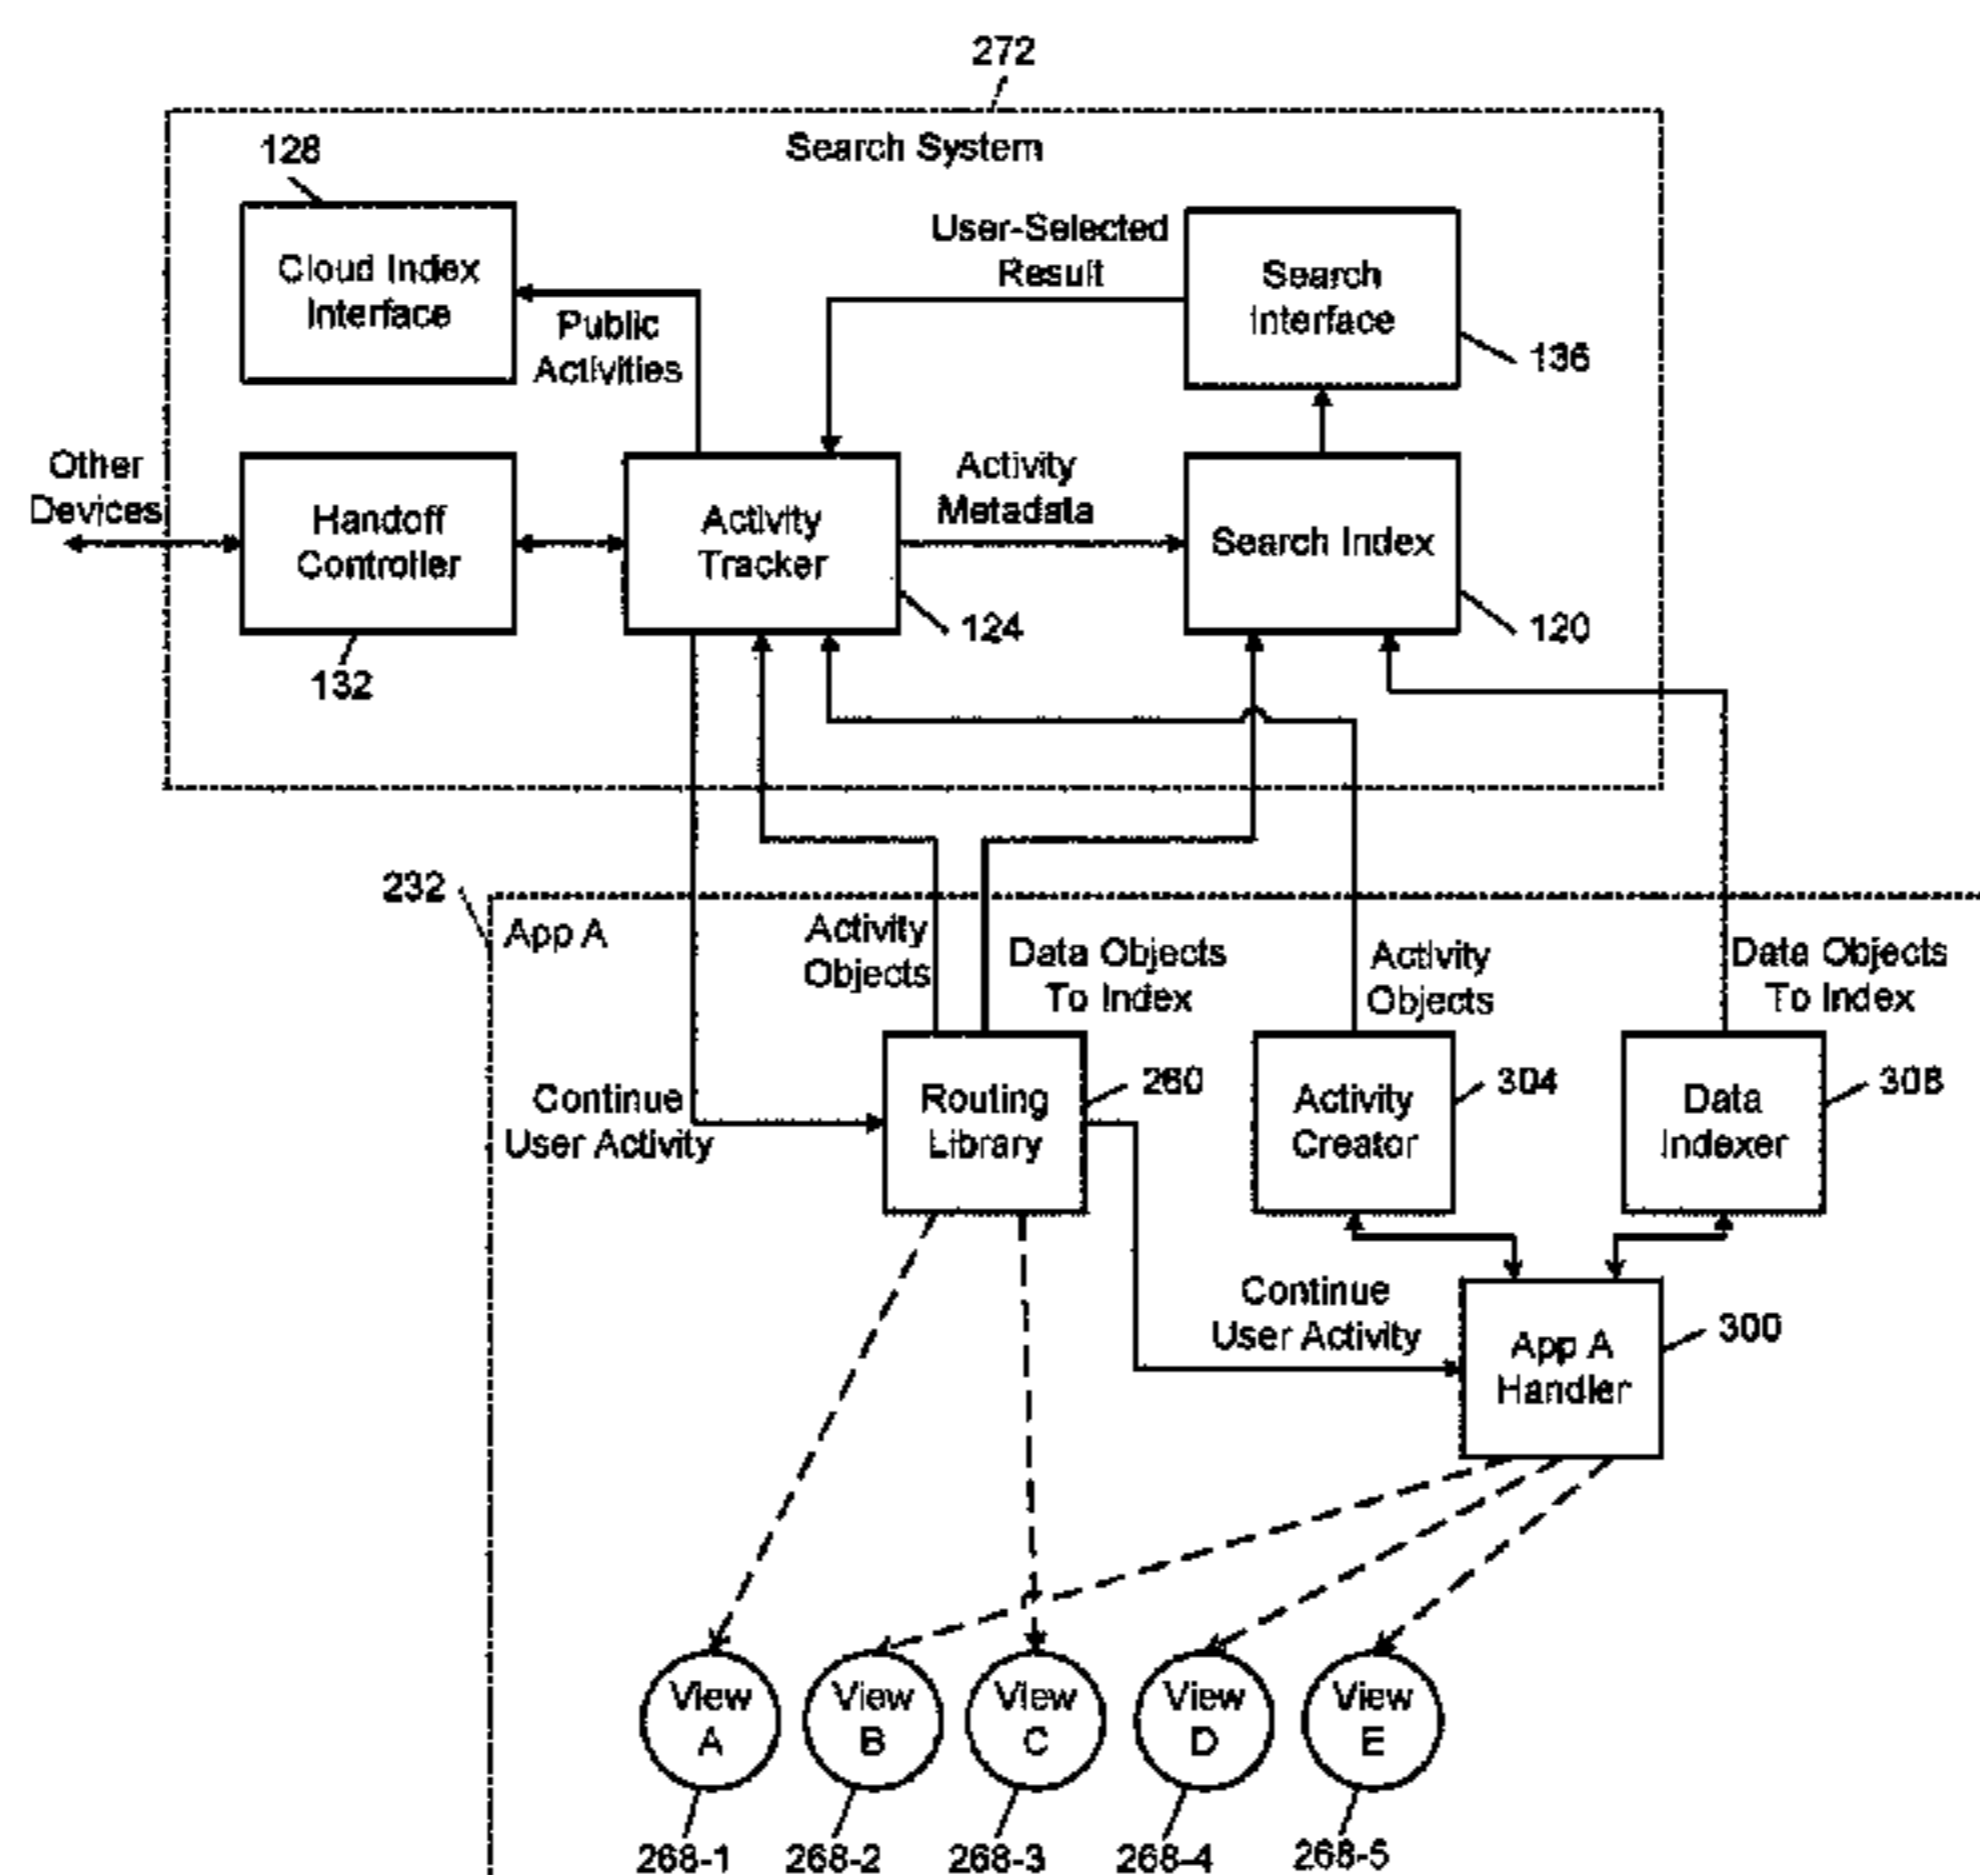 272
Search System
128
Cloud Index
Interface
Public
Activities
User-Selected
Result
Search
Interface
136
Other
Devices
Handoff
Controller
132
Activity
Tracker
124
Activity
Metadata
Search Index
120
232
App A
Activity
Objects
Data Objects
To Index
Activity
Objects
Data Objects
To Index
Continue
User Activity
Routing
Library
260
Activity
Creator
304
Data
Indexer
308
Continue
User Activity
App A
Handler
300
View
A
View
B
View
C
View
D
View
E
268-1
268-2
268-3
268-4
268-5